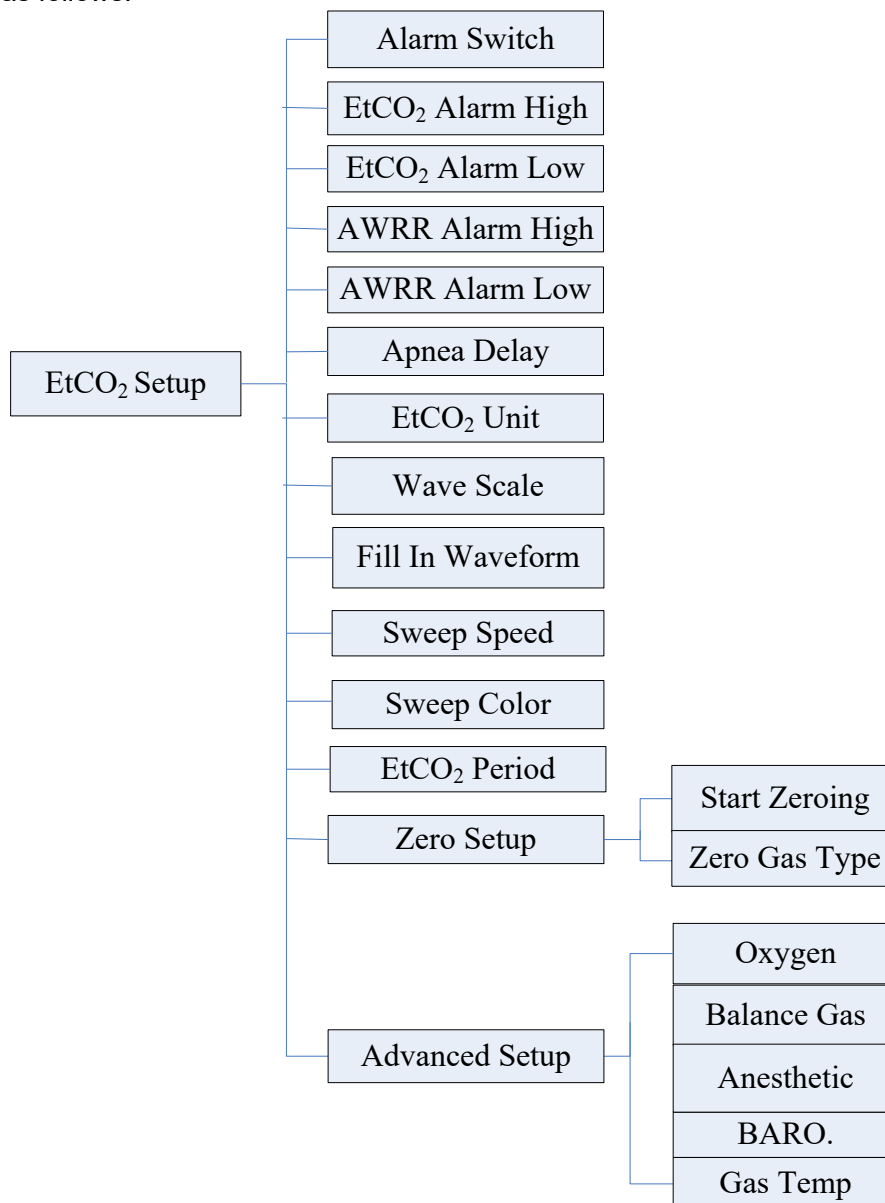 as follows:
Alarm Switch
EtCO₂ Alarm High
EtCO₂ Alarm Low
AWRR Alarm High
AWRR Alarm Low
Apnea Delay
EtCO₂ Setup
EtCO₂ Unit
Wave Scale
Fill In Waveform
Sweep Speed
Sweep Color
EtCO₂ Period
Zero Setup
Start Zeroing
Zero Gas Type
Advanced Setup
Oxygen
Balance Gas
Anesthetic
BARO.
Gas Temp